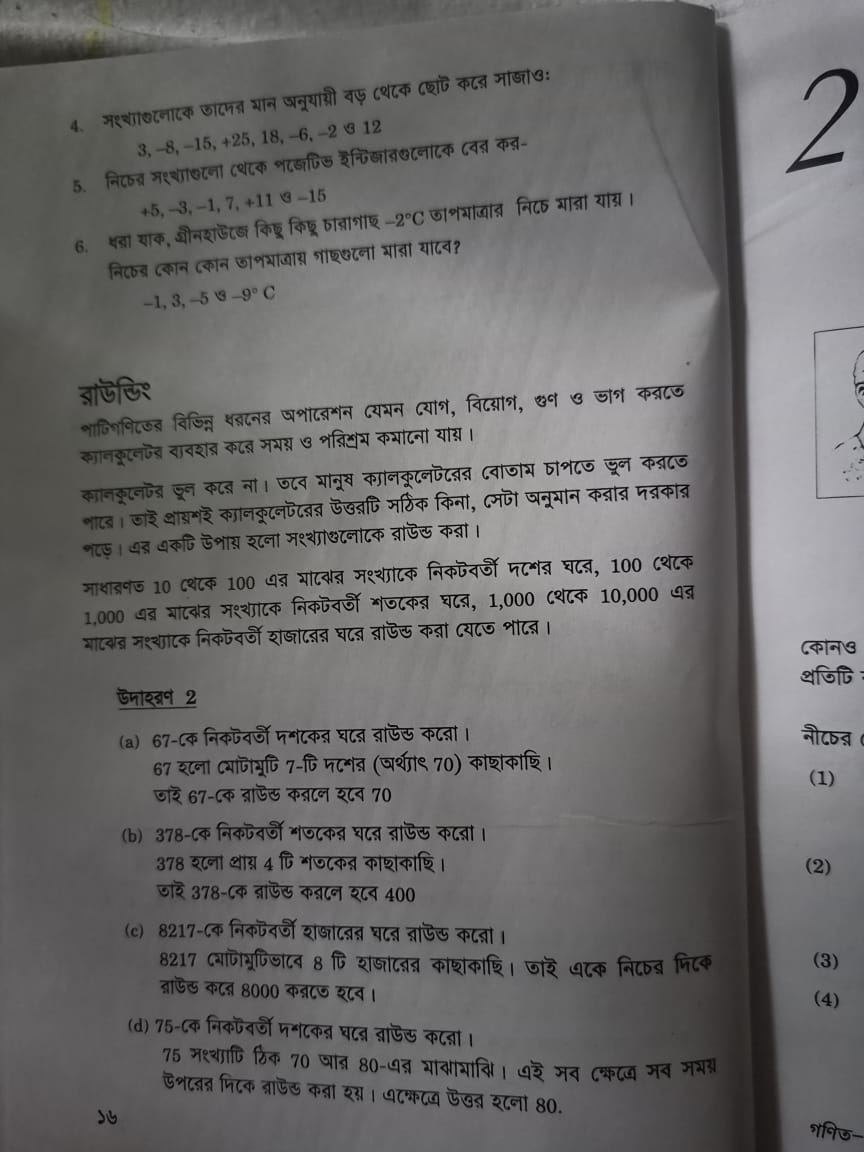 4. সংখ্যাগুলোকে তাদের মান অনুযায়ী বড় থেকে ছোট করে সাজাও:
3, –8, –15, +25, 18, –6, –2 ও 12
5. নিচের সংখ্যাগুলো থেকে পজেটিভ ইন্টিজারগুলোকে বের কর-
+5, –3, –1, 7, +11 ও –15
6. ধরা যাক, গ্রীনহাউজে কিছু কিছু চারাগাছ –2°C তাপমাত্রার নিচে মারা যায়।
নিচের কোন কোন তাপমাত্রায় গাছগুলো মারা যাবে?
–1, 3, –5 ও –9° C
রাউন্ডিং
পাটিগণিতের বিভিন্ন ধরনের অপারেশন যেমন যোগ, বিয়োগ, গুণ ও ভাগ করতে
ক্যালকুলেটর ব্যবহার করে সময় ও পরিশ্রম কমানো যায়।
ক্যালকুলেটর ভুল করে না। তবে মানুষ ক্যালকুলেটরের বোতাম চাপতে ভুল করতে
পারে। তাই প্রায়শই ক্যালকুলেটরের উত্তরটি সঠিক কিনা, সেটা অনুমান করার দরকার
পড়ে। এর একটি উপায় হলো সংখ্যাগুলোকে রাউন্ড করা।
সাধারণত 10 থেকে 100 এর মাঝের সংখ্যাকে নিকটবর্তী দশের ঘরে, 100 থেকে
1,000 এর মাঝের সংখ্যাকে নিকটবর্তী শতকের ঘরে, 1,000 থেকে 10,000 এর
মাঝের সংখ্যাকে নিকটবর্তী হাজারের ঘরে রাউন্ড করা যেতে পারে।
উদাহরণ 2
(a) 67-কে নিকটবর্তী দশকের ঘরে রাউন্ড করো।
67 হলো মোটামুটি 7-টি দশের (অর্থ্যাৎ 70) কাছাকাছি।
তাই 67-কে রাউন্ড করলে হবে 70
(b) 378-কে নিকটবর্তী শতকের ঘরে রাউন্ড করো।
378 হলো প্রায় 4 টি শতকের কাছাকাছি।
তাই 378-কে রাউন্ড করলে হবে 400
(c) 8217-কে নিকটবর্তী হাজারের ঘরে রাউন্ড করো।
8217 মোটামুটিভাবে 8 টি হাজারের কাছাকাছি। তাই একে নিচের দিকে
রাউন্ড করে 8000 করতে হবে।
(d) 75-কে নিকটবর্তী দশকের ঘরে রাউন্ড করো।
75 সংখ্যাটি ঠিক 70 আর 80-এর মাঝামাঝি। এই সব ক্ষেত্রে সব সময়
উপরের দিকে রাউন্ড করা হয়। এক্ষেত্রে উত্তর হলো 80.
১৬
2
কোনও
প্রতিটি
নীচের
(1)
(2)
(3)
(4)
গণিত–